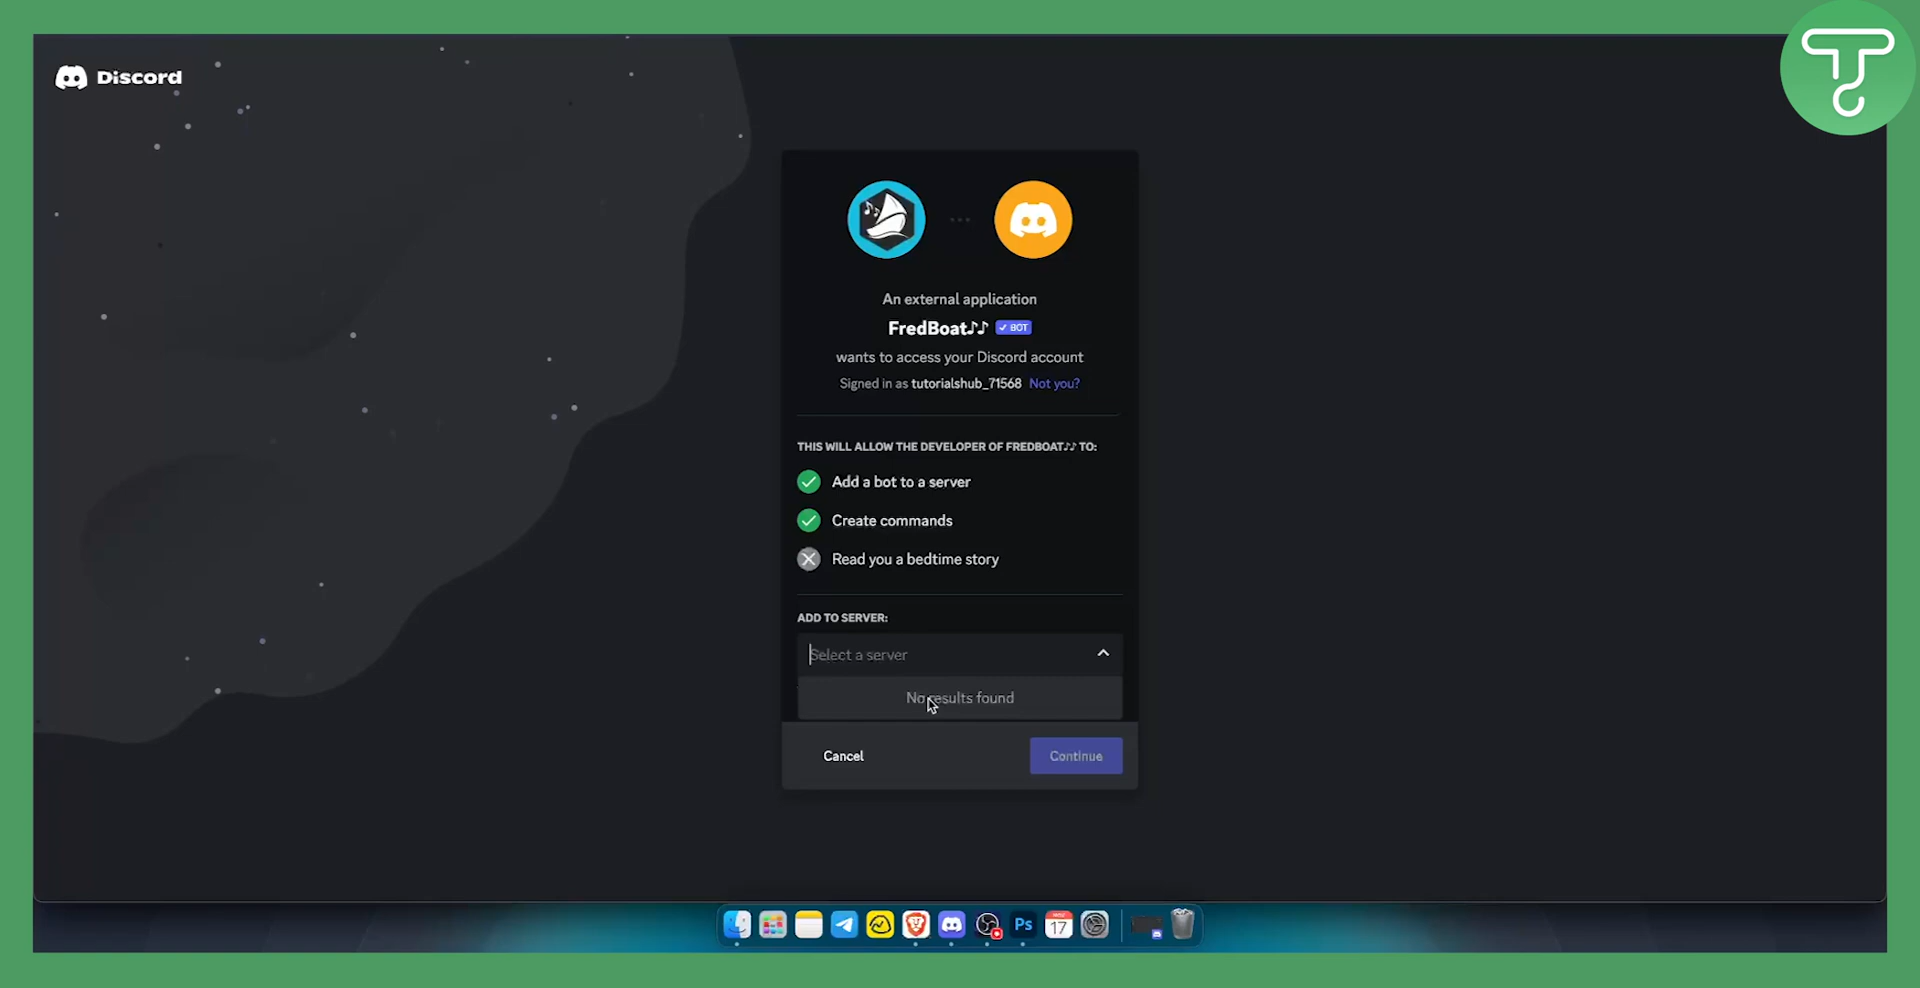 Discord
An external application
FredBoat♪♪ BOT
wants to access your Discord account
Signed in as tutorialshub_71568 Not you?
THIS WILL ALLOW THE DEVELOPER OF FREDBOAT♪♪ TO:
Add a bot to a server
Create commands
Read you a bedtime story
ADD TO SERVER:
Select a server
No results found
Cancel
Continue
Ps
17